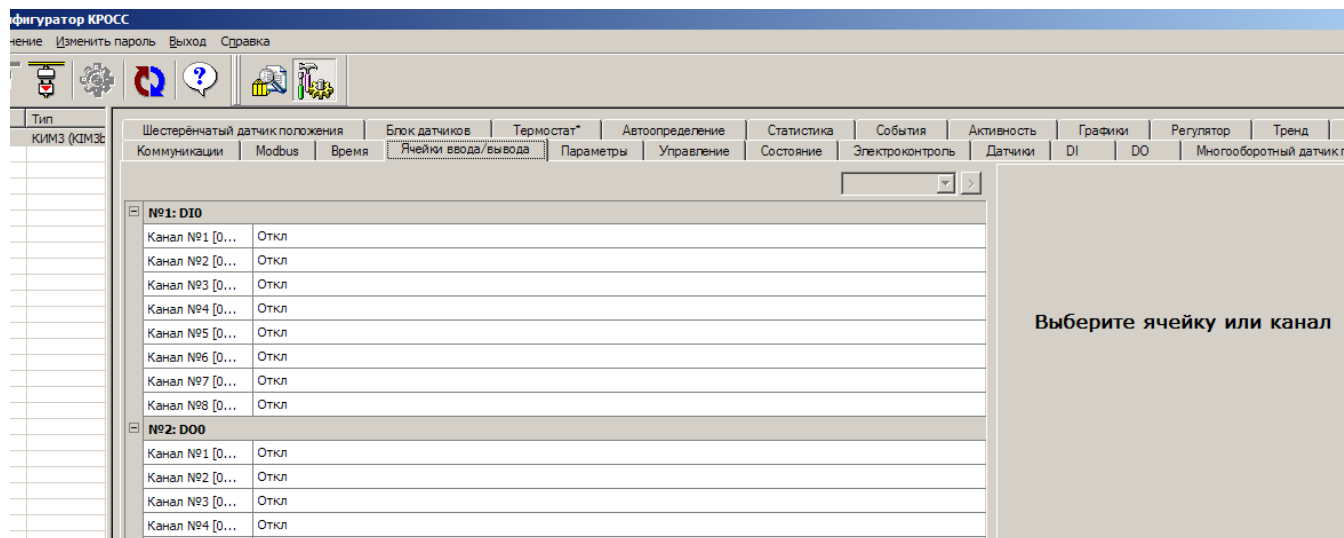 нфигуратор КРОСС
нение Изменить пароль Выход Справка
Тип
КИМ3 (KIM3b
Шестерёнчатый датчик положения Блок датчиков Термостат* Автоопределение Статистика События Активность Графики Регулятор Тренд
Коммуникации Modbus Время Ячейки ввода/вывода Параметры Управление Состояние Электроконтроль Датчики DI DO Многооборотный датчик п
№1: DI0
Канал №1 [0... Откл
Канал №2 [0... Откл
Канал №3 [0... Откл
Канал №4 [0... Откл
Канал №5 [0... Откл
Канал №6 [0... Откл
Канал №7 [0... Откл
Канал №8 [0... Откл
№2: DO0
Канал №1 [0... Откл
Канал №2 [0... Откл
Канал №3 [0... Откл
Канал №4 [0... Откл
Выберите ячейку или канал